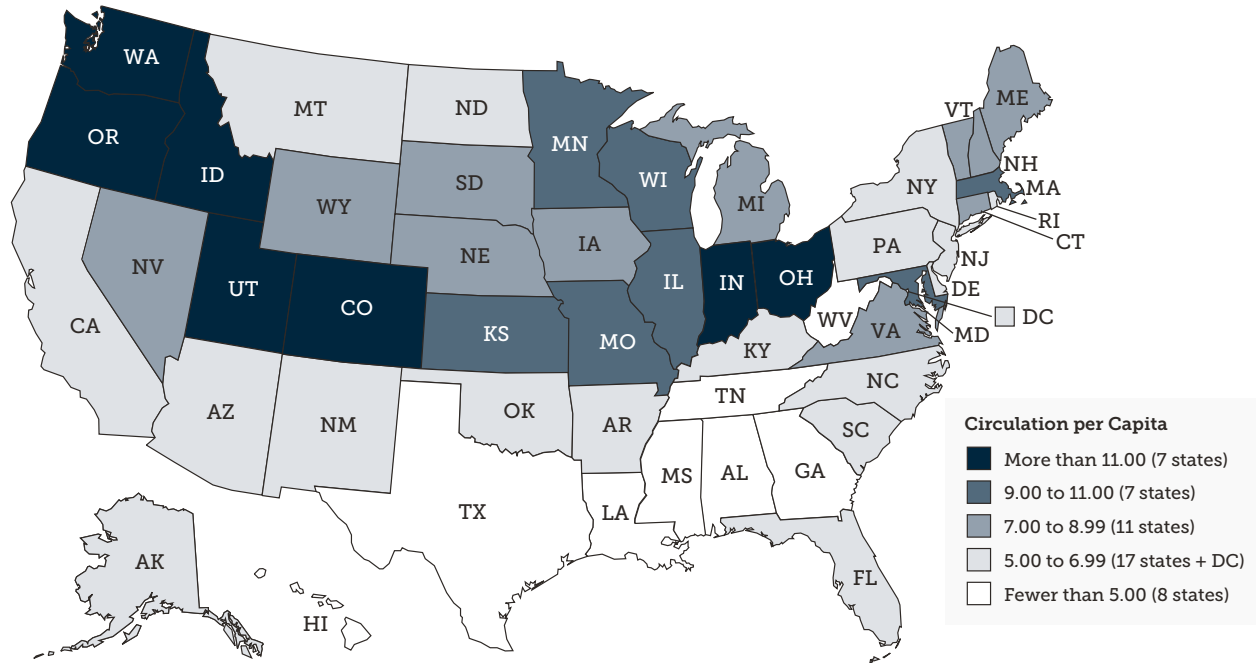 WA
MT
ND
MN
VT
ME
OR
ID
SD
WI
MI
NY
NH
MA
RI
CT
WY
IA
NE
PA
NJ
NV
UT
CO
IL
IN
OH
DE
DC
CA
KS
MO
WV
VA
MD
KY
AZ
NM
OK
AR
TN
NC
SC
MS
AL
GA
TX
LA
AK
FL
HI
Circulation per Capita
More than 11.00 (7 states)
9.00 to 11.00 (7 states)
7.00 to 8.99 (11 states)
5.00 to 6.99 (17 states + DC)
Fewer than 5.00 (8 states)